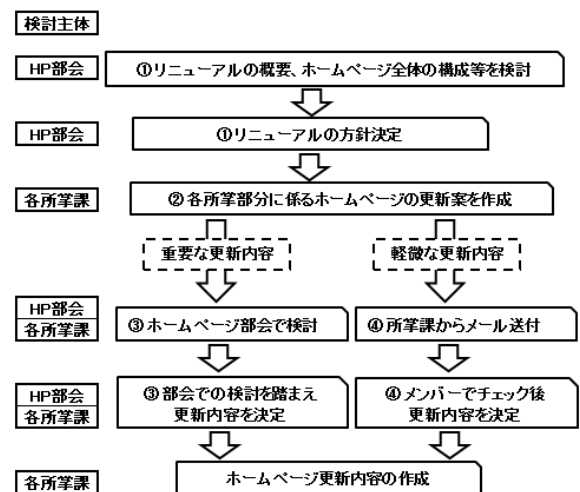 検討主体
HP部会
①リニューアルの概要、ホームページ全体の構成等を検討
HP部会
①リニューアルの方針決定
各所掌課
②各所掌部分に係るホームページの更新案を作成
重要な更新内容
軽微な更新内容
HP部会
各所掌課
③ホームページ部会で検討
④所掌課からメール送付
HP部会
各所掌課
③部会での検討を踏まえ
更新内容を決定
④メンバーでチェック後
更新内容を決定
各所掌課
ホームページ更新内容の作成